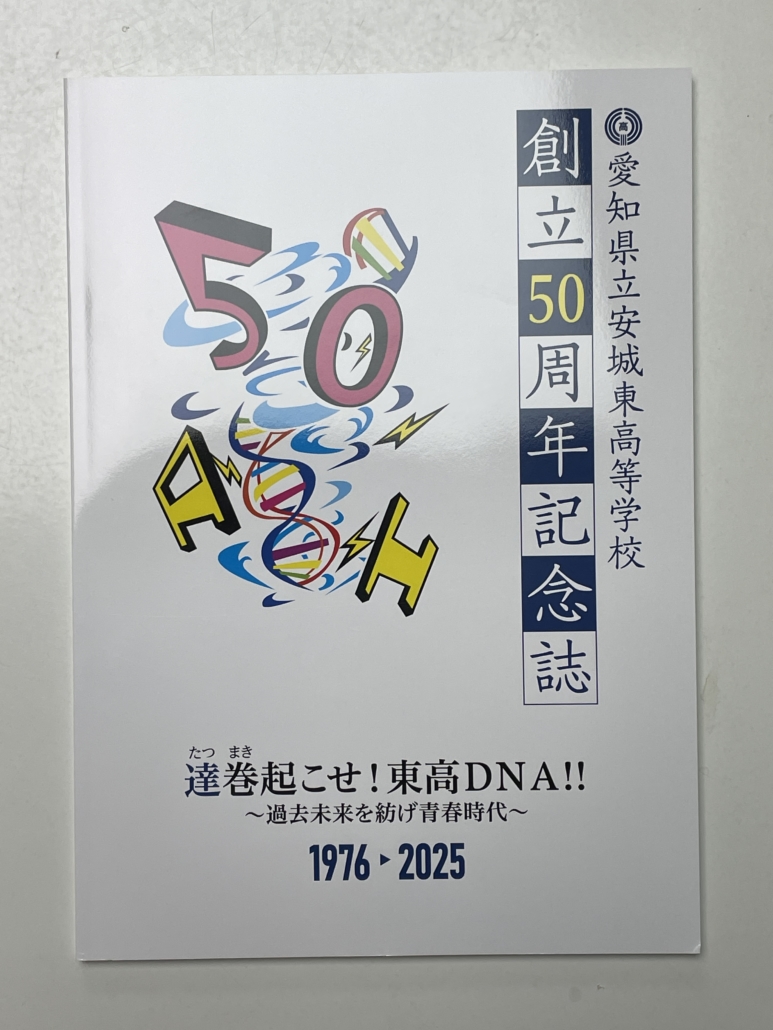 高
愛知県立安城東高等学校
創立50周年記念誌
50
たつ まき
達巻起こせ！東高DNA!!
〜過去未来を紡げ青春時代〜
1976▶2025